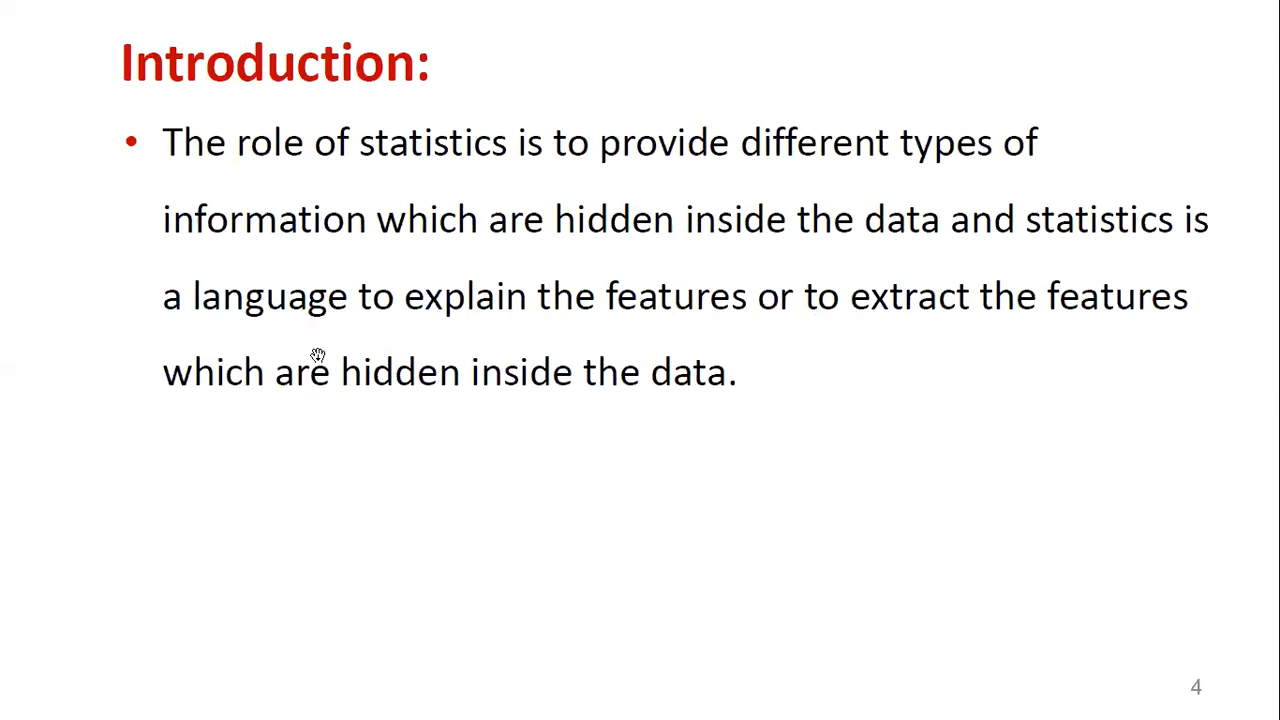 Introduction:
• The role of statistics is to provide different types of
information which are hidden inside the data and statistics is
a language to explain the features or to extract the features
which are hidden inside the data.
4